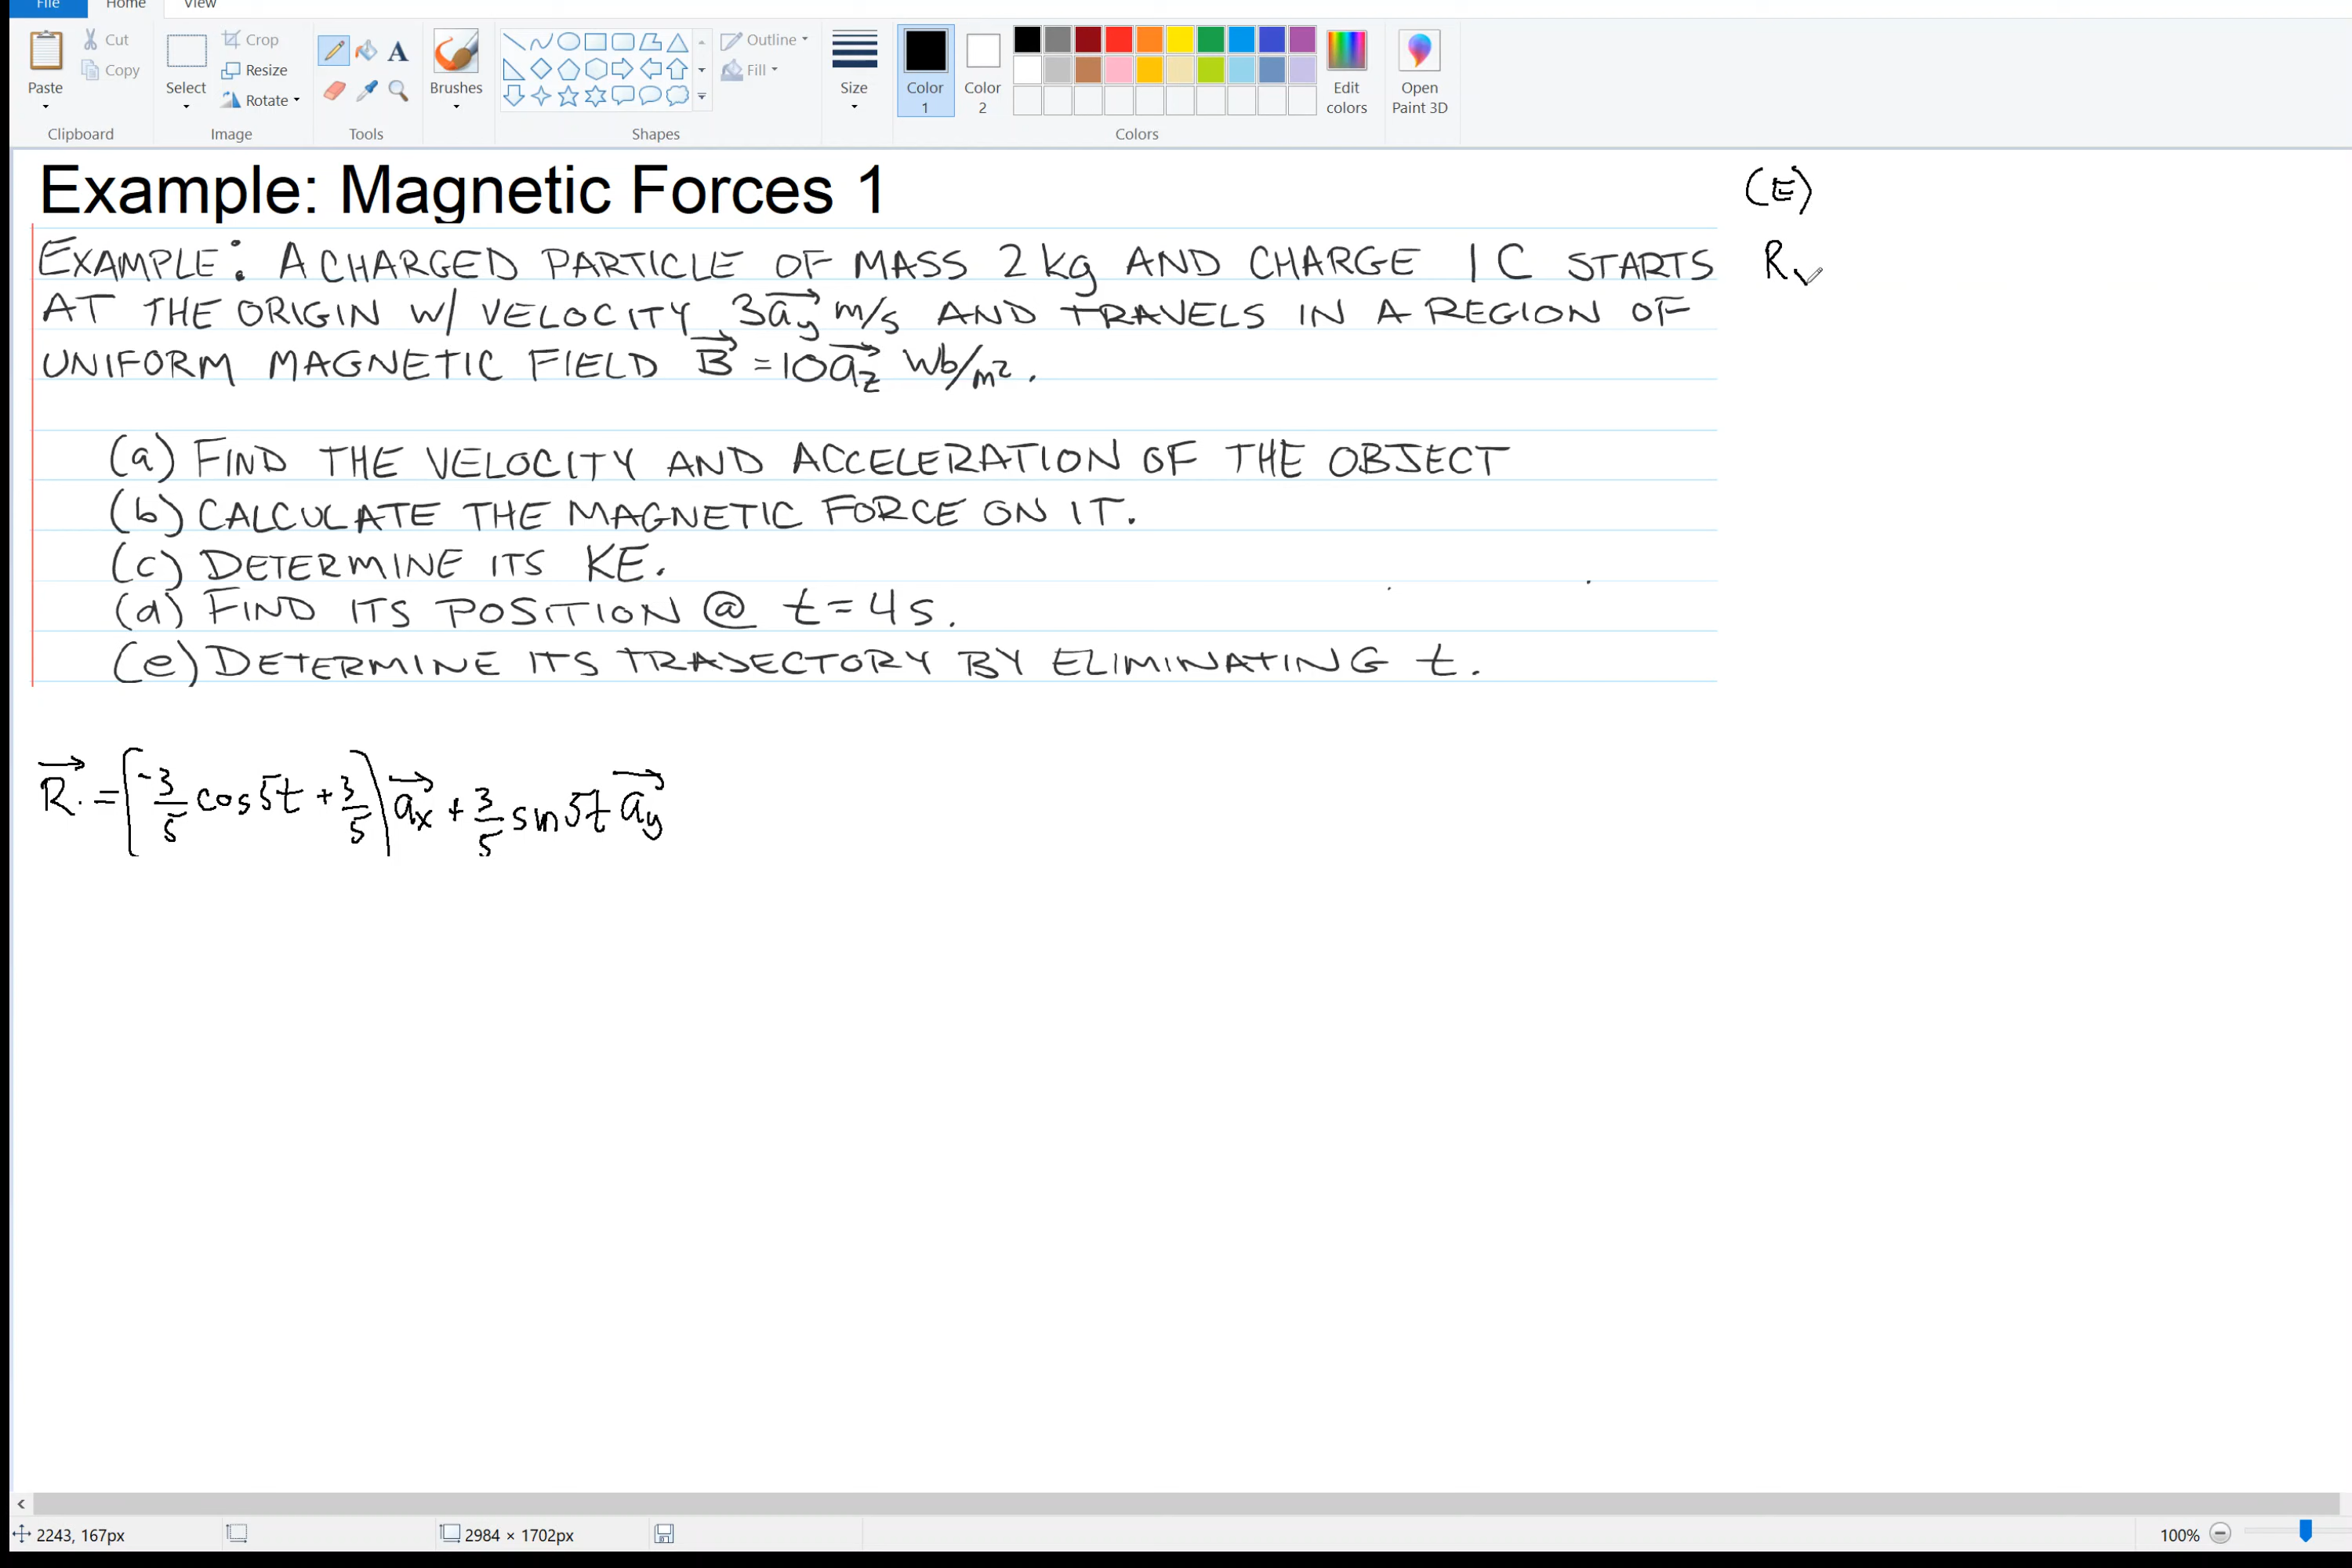 File Home View
Paste
Cut
Copy
Clipboard
Select
Crop
Resize
Rotate
Image
Tools
Brushes
Outline
Fill
Shapes
Size
Color 1
Color 2
Edit colors
Open Paint 3D
Colors
Example: Magnetic Forces 1
EXAMPLE: A CHARGED PARTICLE OF MASS 2 kg AND CHARGE 1 C STARTS
AT THE ORIGIN W/ VELOCITY 3a⃗y m/s AND TRAVELS IN A REGION OF
UNIFORM MAGNETIC FIELD B⃗ = 10a⃗z Wb/m².
(a) FIND THE VELOCITY AND ACCELERATION OF THE OBJECT
(b) CALCULATE THE MAGNETIC FORCE ON IT.
(c) DETERMINE ITS KE.
(d) FIND ITS POSITION @ t = 4s.
(e) DETERMINE ITS TRAJECTORY BY ELIMINATING t.
R⃗ = [-3/5 cos5t + 3/5] a⃗x + 3/5 sin5t a⃗y
(E)
R
2243, 167px
2984 × 1702px
100%